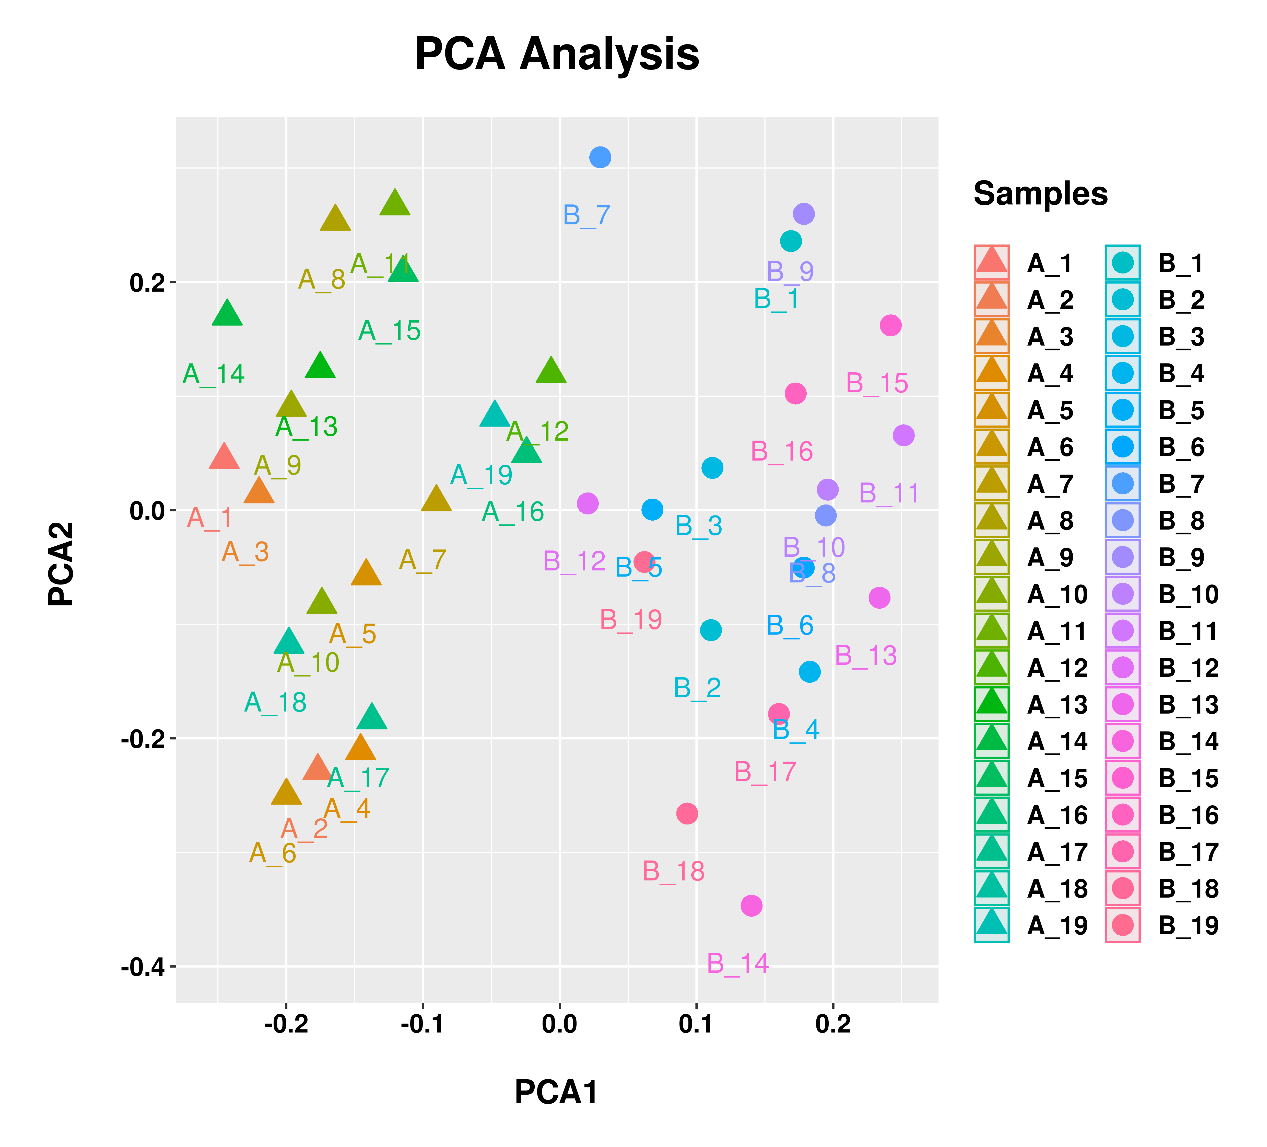 PCA Analysis
B_7
A_11
A_8
B_9
B_1
A_15
A_14
B_15
A_13
A_12
B_16
A_9
A_19
B_11
A_16
A_1
B_3
A_3
B_10
A_7
B_12
B_5
B_8
B_19
B_6
A_5
B_13
A_10
B_2
A_18
B_4
B_17
A_17
A_4
A_2
A_6
B_18
B_14
0.2
0.0
-0.2
-0.4
-0.2 -0.1 0.0 0.1 0.2
PCA1
PCA2
Samples
A_1 B_1
A_2 B_2
A_3 B_3
A_4 B_4
A_5 B_5
A_6 B_6
A_7 B_7
A_8 B_8
A_9 B_9
A_10 B_10
A_11 B_11
A_12 B_12
A_13 B_13
A_14 B_14
A_15 B_15
A_16 B_16
A_17 B_17
A_18 B_18
A_19 B_19